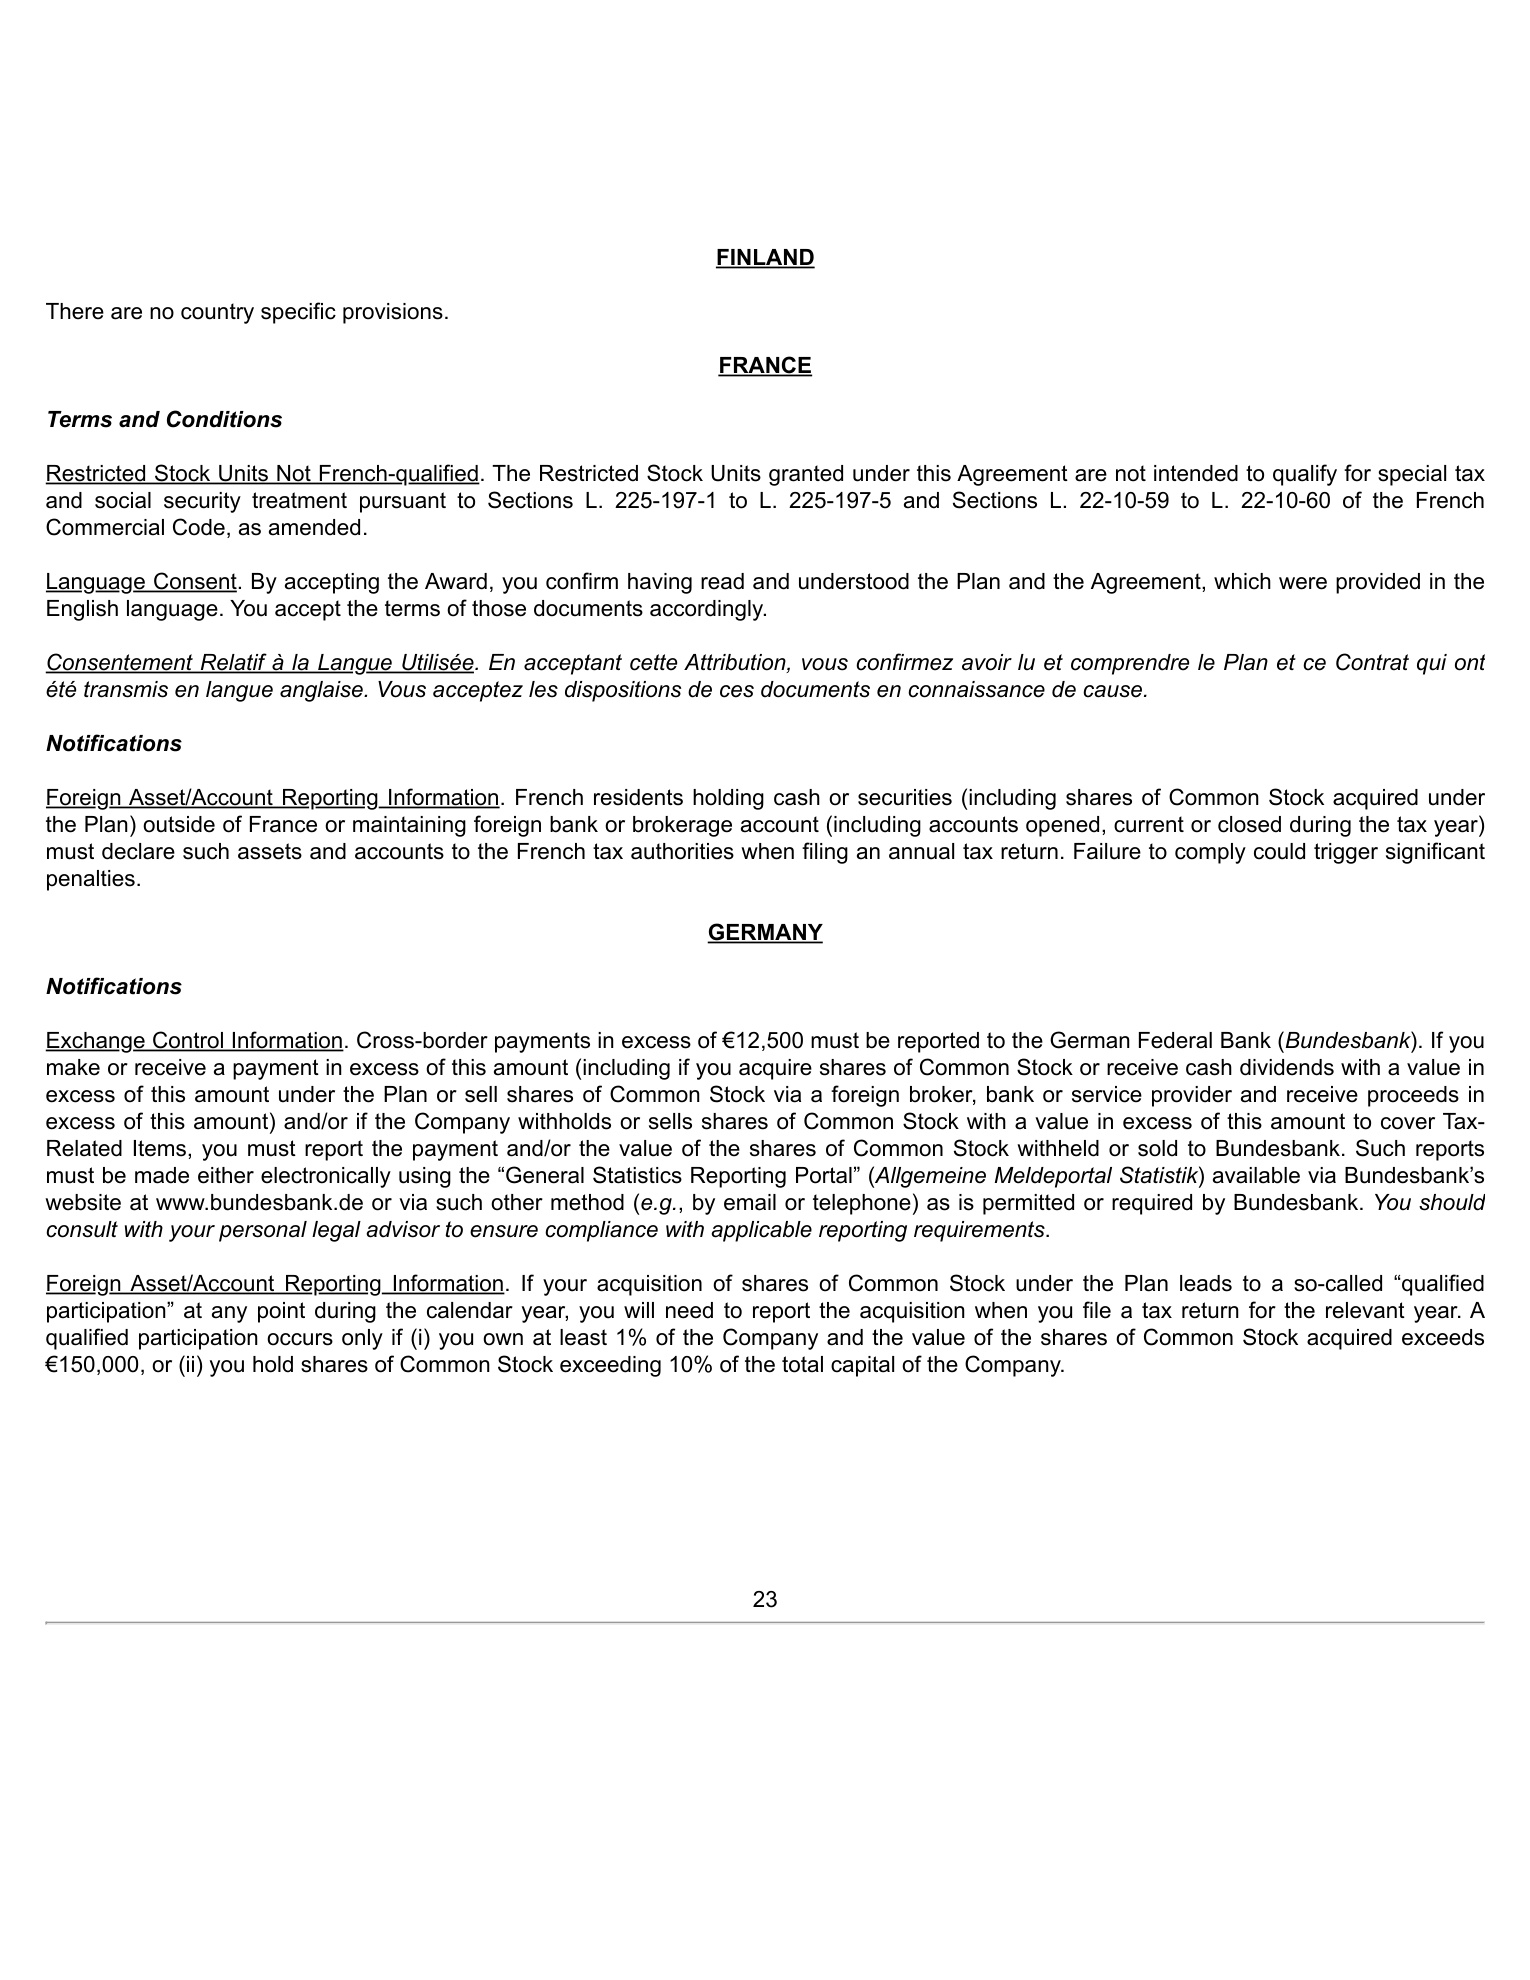 FINLAND
There are no country specific provisions.
FRANCE
Terms and Conditions
Restricted Stock Units Not French-qualified. The Restricted Stock Units granted under this Agreement are not intended to qualify for special tax
and social security treatment pursuant to Sections L. 225-197-1 to L. 225-197-5 and Sections L. 22-10-59 to L. 22-10-60 of the French
Commercial Code, as amended.
Language Consent. By accepting the Award, you confirm having read and understood the Plan and the Agreement, which were provided in the
English language. You accept the terms of those documents accordingly.
Consentement Relatif à la Langue Utilisée. En acceptant cette Attribution, vous confirmez avoir lu et comprendre le Plan et ce Contrat qui ont
été transmis en langue anglaise. Vous acceptez les dispositions de ces documents en connaissance de cause.
Notifications
Foreign Asset/Account Reporting Information. French residents holding cash or securities (including shares of Common Stock acquired under
the Plan) outside of France or maintaining foreign bank or brokerage account (including accounts opened, current or closed during the tax year)
must declare such assets and accounts to the French tax authorities when filing an annual tax return. Failure to comply could trigger significant
penalties.
GERMANY
Notifications
Exchange Control Information. Cross-border payments in excess of €12,500 must be reported to the German Federal Bank (Bundesbank). If you
make or receive a payment in excess of this amount (including if you acquire shares of Common Stock or receive cash dividends with a value in
excess of this amount under the Plan or sell shares of Common Stock via a foreign broker, bank or service provider and receive proceeds in
excess of this amount) and/or if the Company withholds or sells shares of Common Stock with a value in excess of this amount to cover Tax-
Related Items, you must report the payment and/or the value of the shares of Common Stock withheld or sold to Bundesbank. Such reports
must be made either electronically using the “General Statistics Reporting Portal” (Allgemeine Meldeportal Statistik) available via Bundesbank’s
website at www.bundesbank.de or via such other method (e.g., by email or telephone) as is permitted or required by Bundesbank. You should
consult with your personal legal advisor to ensure compliance with applicable reporting requirements.
Foreign Asset/Account Reporting Information. If your acquisition of shares of Common Stock under the Plan leads to a so-called “qualified
participation” at any point during the calendar year, you will need to report the acquisition when you file a tax return for the relevant year. A
qualified participation occurs only if (i) you own at least 1% of the Company and the value of the shares of Common Stock acquired exceeds
€150,000, or (ii) you hold shares of Common Stock exceeding 10% of the total capital of the Company.
23